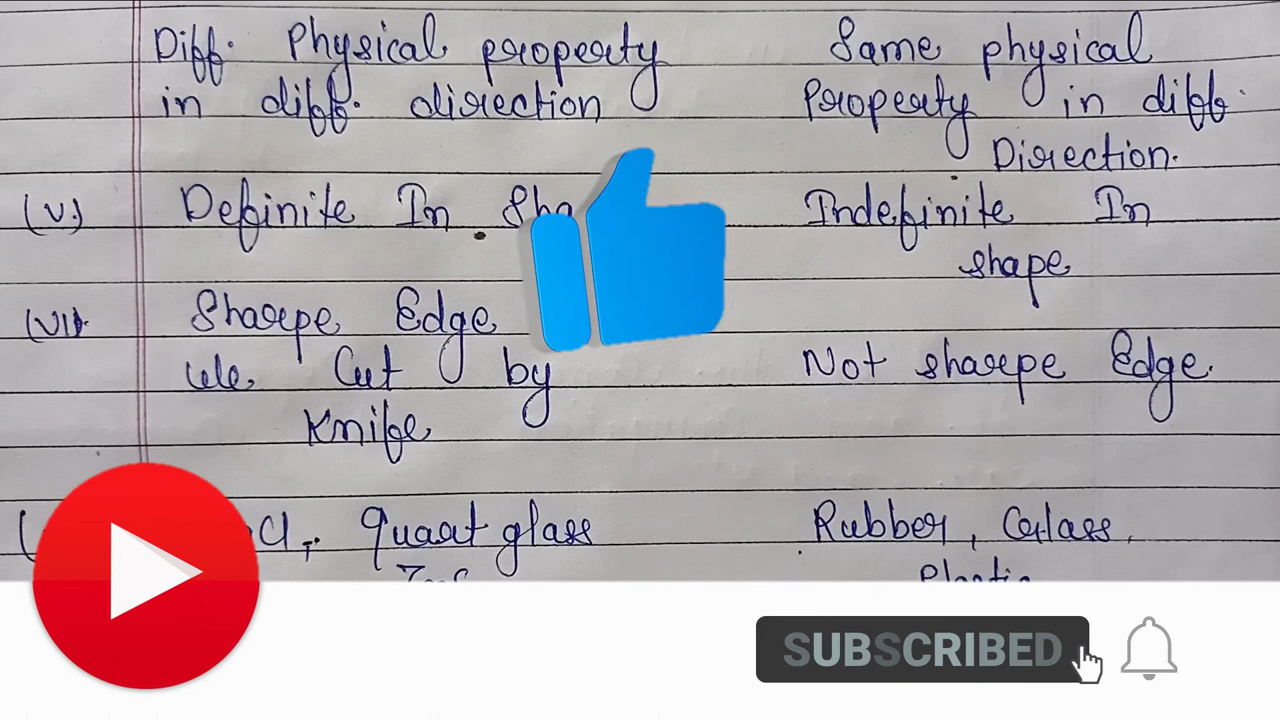 Diff. Physical property Same physical
in diff. direction Property in diff.
Direction.
(V.) Definite In Indefinite In
shape
(VI). Sharpe Edge
We Cut by Not sharpe Edge.
Knife
Quart glass Rubber, Glass,
SUBSCRIBED